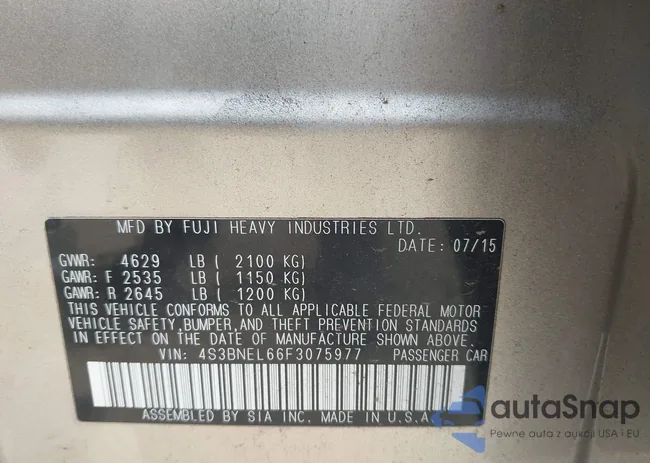 MFD BY FUJI HEAVY INDUSTRIES LTD.
DATE: 07/15
GVWR: 4629 LB ( 2100 KG)
GAWR: F 2535 LB ( 1150 KG)
GAWR: R 2645 LB ( 1200 KG)
THIS VEHICLE CONFORMS TO ALL APPLICABLE FEDERAL MOTOR
VEHICLE SAFETY,BUMPER,AND THEFT PREVENTION STANDARDS
IN EFFECT ON THE DATE OF MANUFACTURE SHOWN ABOVE.
VIN: 4S3BNEL66F3075977 PASSENGER CAR
ASSEMBLED BY SIA INC. MADE IN U.S.A.
autaSnap
Pewne auta z aukcji USA i EU